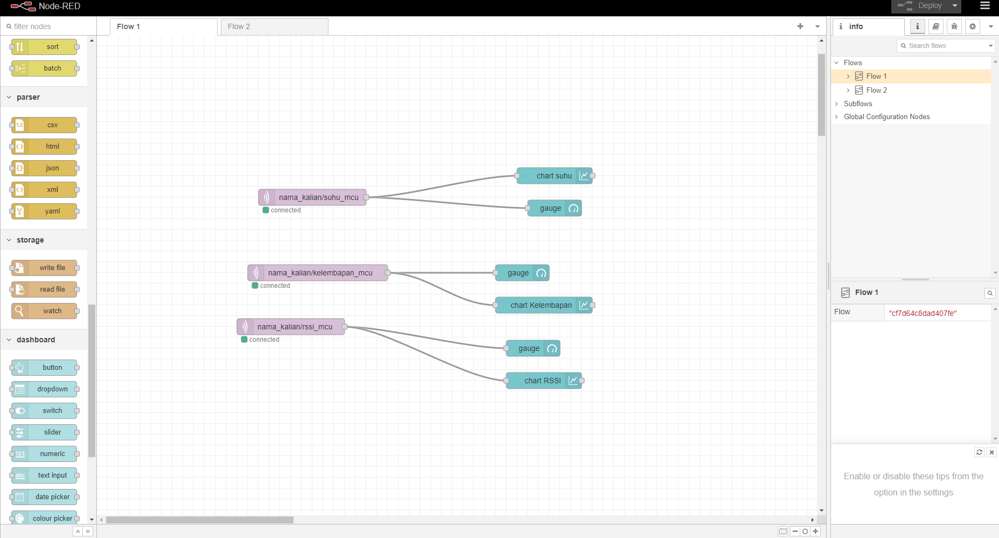 Node-RED
Deploy
filter nodes
sort
batch
parser
csv
html
json
xml
yaml
storage
write file
read file
watch
dashboard
button
dropdown
switch
slider
numeric
text input
date picker
colour picker
Flow 1
Flow 2
nama_kalian/suhu_mcu
connected
chart suhu
gauge
nama_kalian/kelembapan_mcu
connected
gauge
chart Kelembapan
nama_kalian/rssi_mcu
connected
gauge
chart RSSI
info
Search flows
Flows
Flow 1
Flow 2
Subflows
Global Configuration Nodes
Flow 1
Flow "cf7d64c8dad407fe"
Enable or disable these tips from the
option in the settings